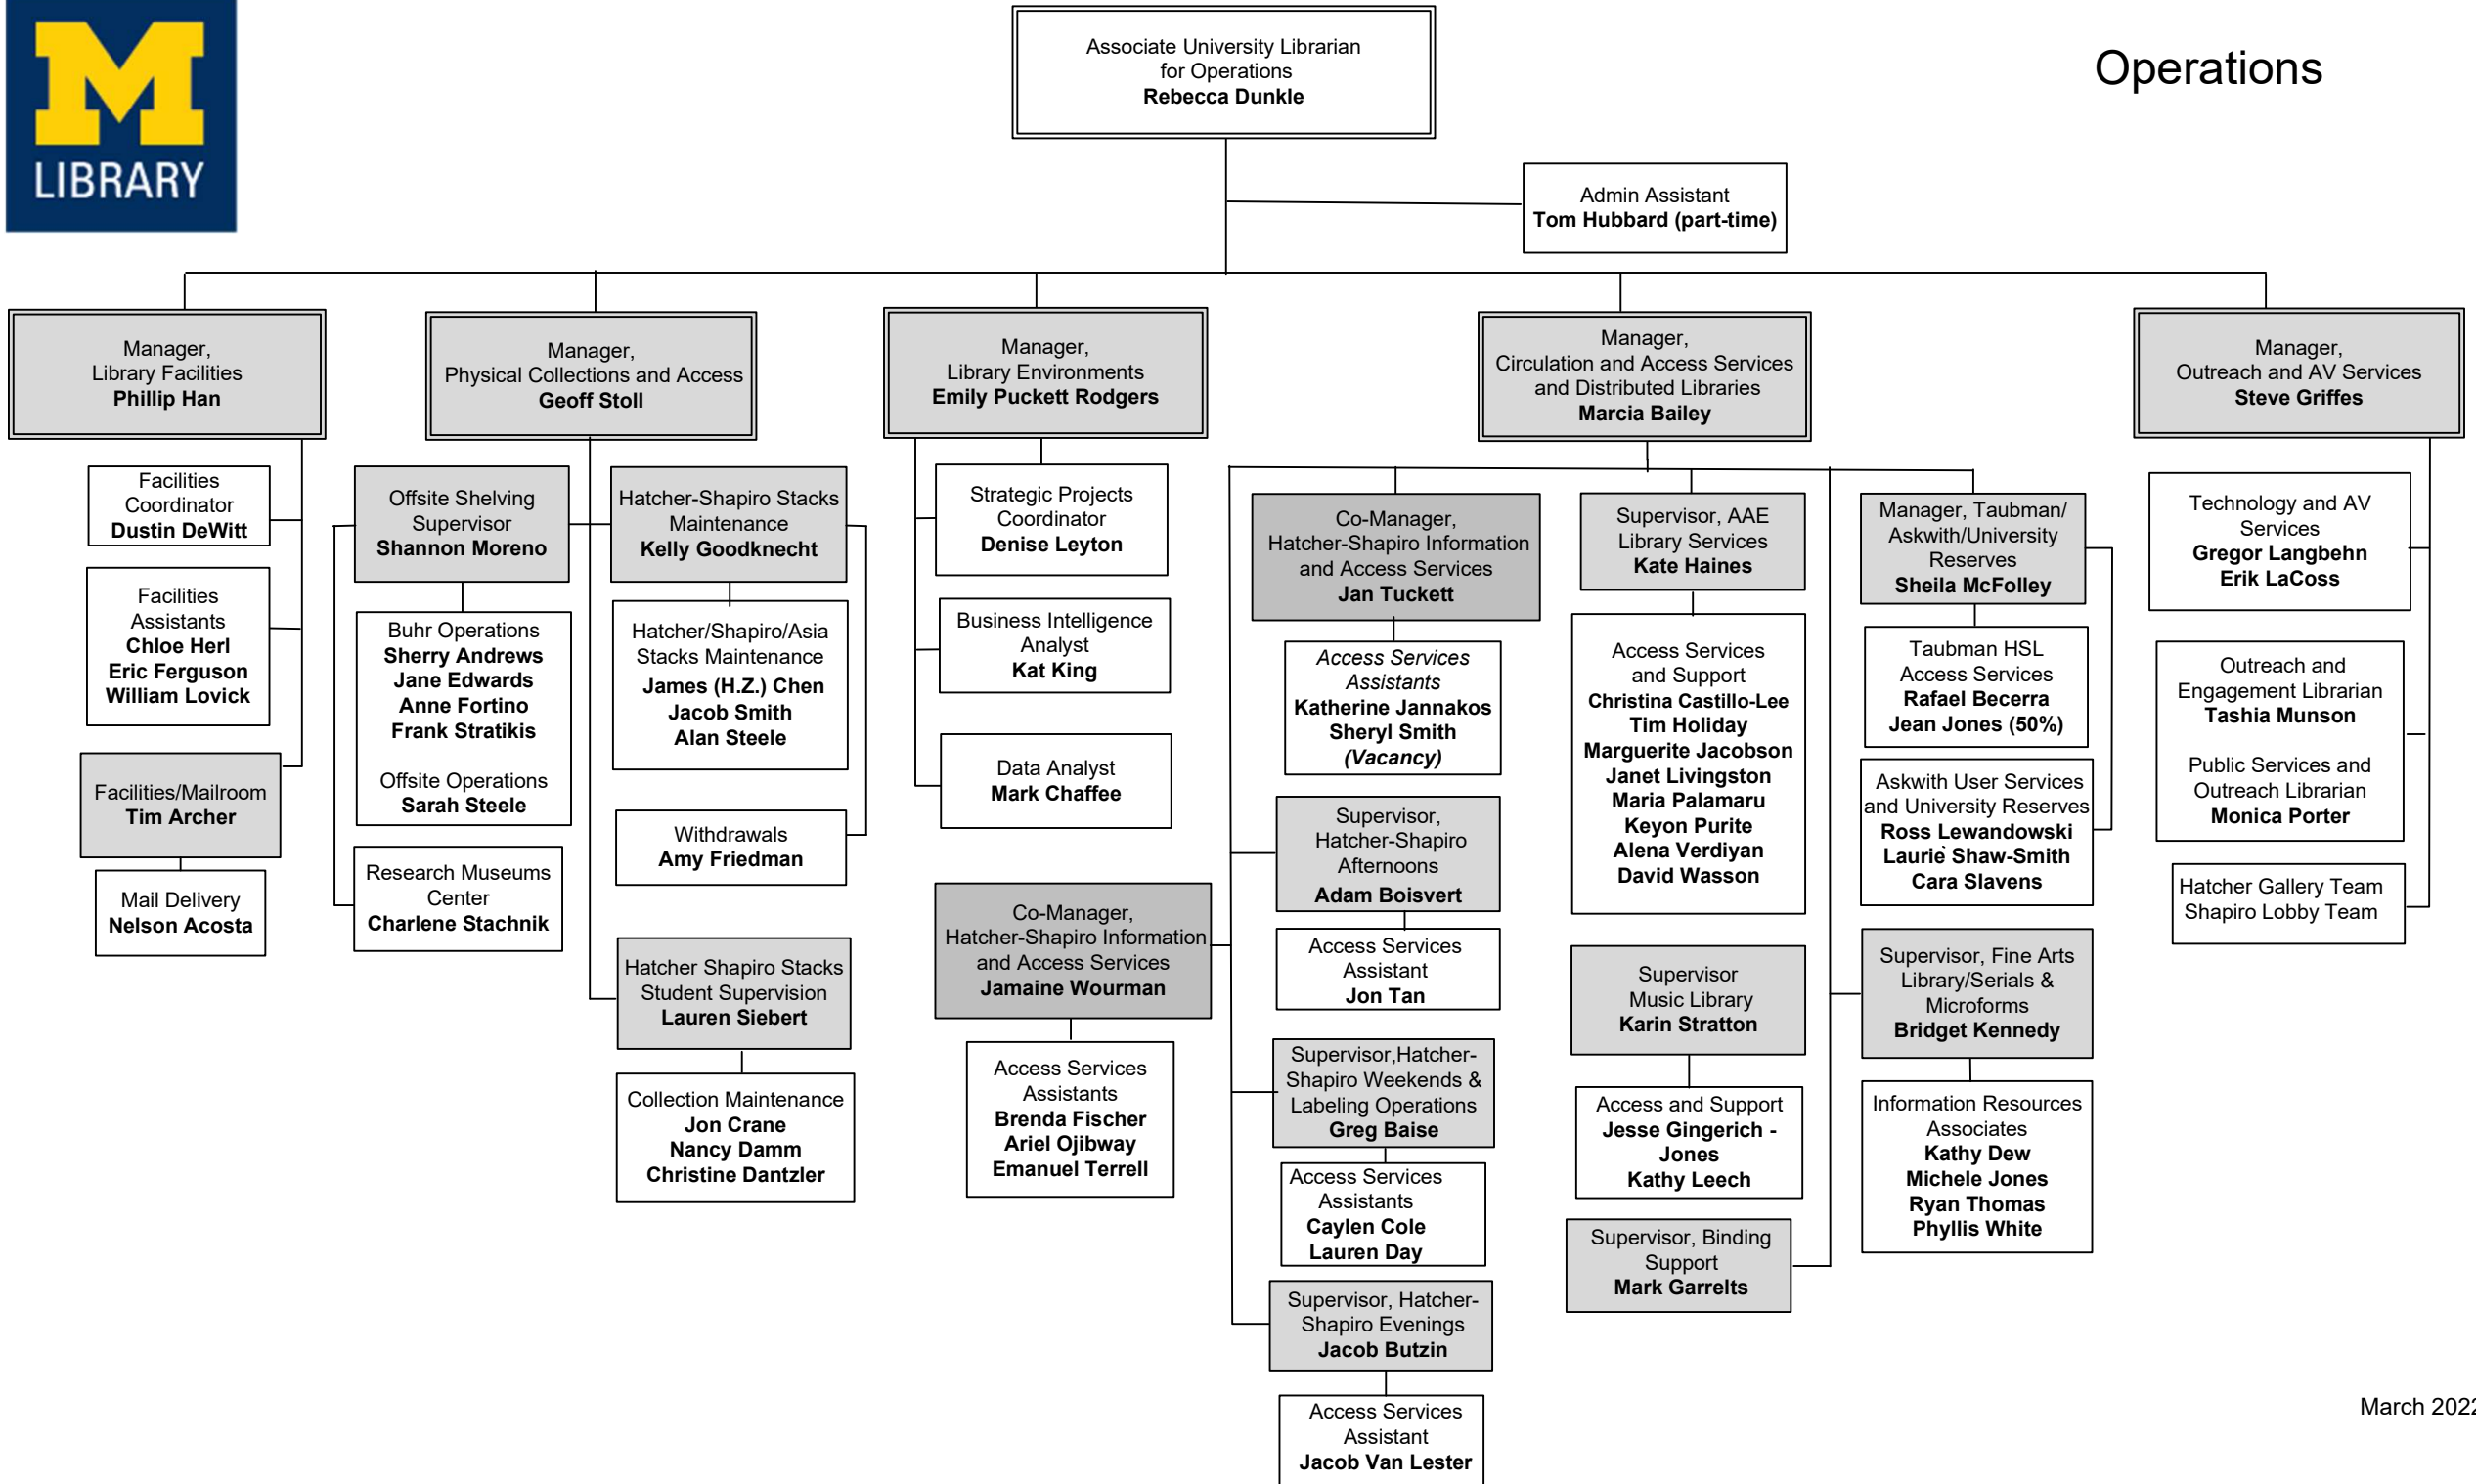 M
LIBRARY
Operations
Associate University Librarian
for Operations
Rebecca Dunkle
Admin Assistant
Tom Hubbard (part-time)
Manager,
Library Facilities
Phillip Han
Facilities
Coordinator
Dustin DeWitt
Facilities
Assistants
Chloe Herl
Eric Ferguson
William Lovick
Facilities/Mailroom
Tim Archer
Mail Delivery
Nelson Acosta
Manager,
Physical Collections and Access
Geoff Stoll
Offsite Shelving
Supervisor
Shannon Moreno
Buhr Operations
Sherry Andrews
Jane Edwards
Anne Fortino
Frank Stratikis
Offsite Operations
Sarah Steele
Research Museums
Center
Charlene Stachnik
Hatcher-Shapiro Stacks
Maintenance
Kelly Goodknecht
Hatcher/Shapiro/Asia
Stacks Maintenance
James (H.Z.) Chen
Jacob Smith
Alan Steele
Withdrawals
Amy Friedman
Hatcher Shapiro Stacks
Student Supervision
Lauren Siebert
Collection Maintenance
Jon Crane
Nancy Damm
Christine Dantzler
Manager,
Library Environments
Emily Puckett Rodgers
Strategic Projects
Coordinator
Denise Leyton
Business Intelligence
Analyst
Kat King
Data Analyst
Mark Chaffee
Manager,
Circulation and Access Services
and Distributed Libraries
Marcia Bailey
Co-Manager,
Hatcher-Shapiro Information
and Access Services
Jamaine Wourman
Access Services
Assistants
Brenda Fischer
Ariel Ojibway
Emanuel Terrell
Co-Manager,
Hatcher-Shapiro Information
and Access Services
Jan Tuckett
Access Services
Assistants
Katherine Jannakos
Sheryl Smith
(Vacancy)
Supervisor,
Hatcher-Shapiro
Afternoons
Adam Boisvert
Access Services
Assistant
Jon Tan
Supervisor,Hatcher-
Shapiro Weekends &
Labeling Operations
Greg Baise
Access Services
Assistants
Caylen Cole
Lauren Day
Supervisor, Hatcher-
Shapiro Evenings
Jacob Butzin
Access Services
Assistant
Jacob Van Lester
Supervisor, AAE
Library Services
Kate Haines
Access Services
and Support
Christina Castillo-Lee
Tim Holiday
Marguerite Jacobson
Janet Livingston
Maria Palamaru
Keyon Purite
Alena Verdiyan
David Wasson
Supervisor
Music Library
Karin Stratton
Access and Support
Jesse Gingerich -
Jones
Kathy Leech
Supervisor, Binding
Support
Mark Garrelts
Manager, Taubman/
Askwith/University
Reserves
Sheila McFolley
Taubman HSL
Access Services
Rafael Becerra
Jean Jones (50%)
Askwith User Services
and University Reserves
Ross Lewandowski
Laurie Shaw-Smith
Cara Slavens
Supervisor, Fine Arts
Library/Serials &
Microforms
Bridget Kennedy
Information Resources
Associates
Kathy Dew
Michele Jones
Ryan Thomas
Phyllis White
Manager,
Outreach and AV Services
Steve Griffes
Technology and AV
Services
Gregor Langbehn
Erik LaCoss
Outreach and
Engagement Librarian
Tashia Munson
Public Services and
Outreach Librarian
Monica Porter
Hatcher Gallery Team
Shapiro Lobby Team
March 2022